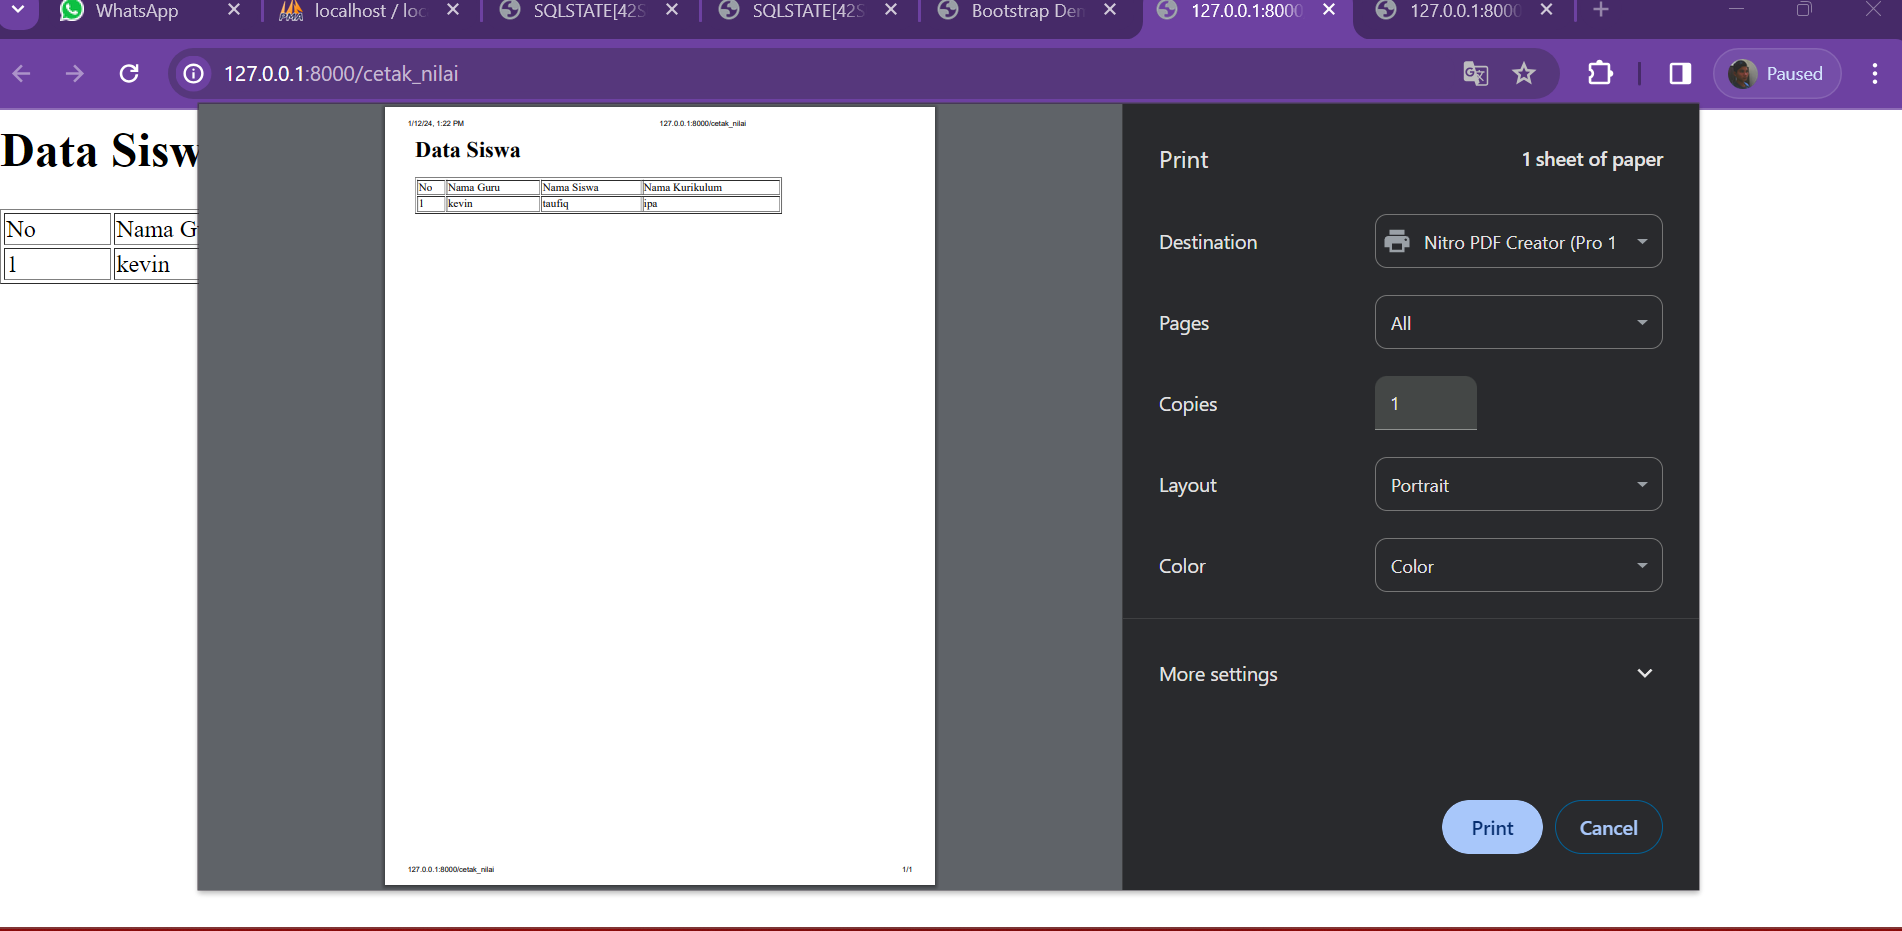 WhatsApp
localhost / loc
SQLSTATE[42S
SQLSTATE[42S
Bootstrap Den
127.0.0.1:8000
127.0.0.1:8000
127.0.0.1:8000/cetak_nilai
Paused
Data Sisw
No Nama G
1 kevin
1/12/24, 1:22 PM 127.0.0.1:8000/cetak_nilai
Data Siswa
No Nama Guru Nama Siswa Nama Kurikulum
1 kevin taufiq ipa
127.0.0.1:8000/cetak_nilai 1/1
Print 1 sheet of paper
Destination Nitro PDF Creator (Pro 1
Pages All
Copies 1
Layout Portrait
Color Color
More settings
Print Cancel